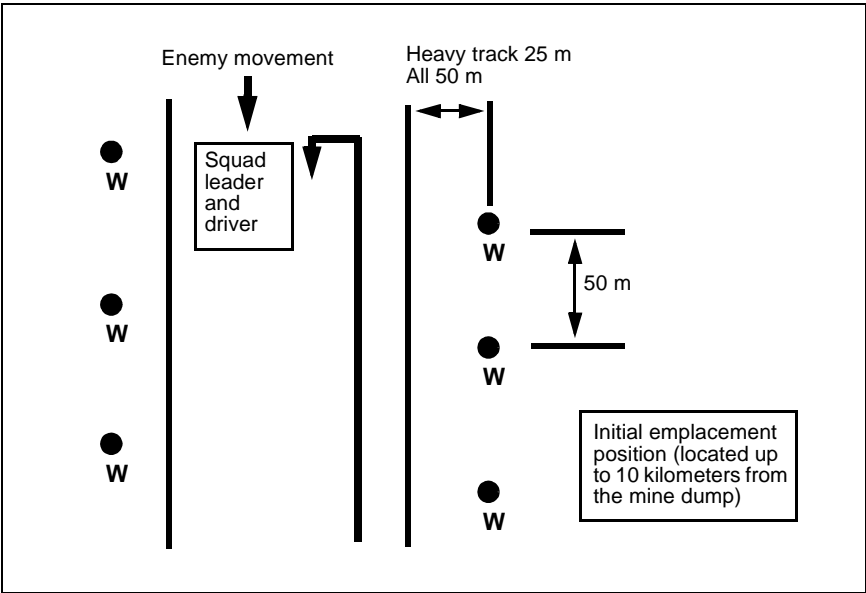 Enemy movement
Heavy track 25 m
All 50 m
Squad
leader
and
driver
W
W
W
W
W
W
50 m
Initial emplacement
position (located up
to 10 kilometers from
the mine dump)